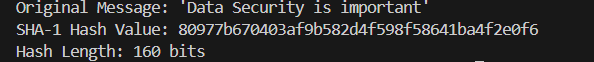 Original Message: 'Data Security is important'
SHA-1 Hash Value: 80977b670403af9b582d4f598f58641ba4f2e0f6
Hash Length: 160 bits